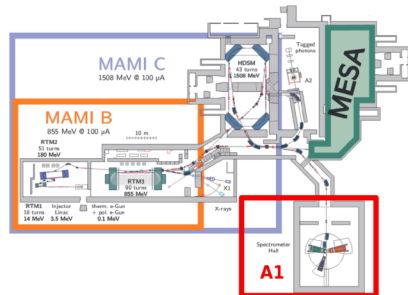 MAMI C
1508 MeV @ 100 µA
HDSM
43 turns
1508 MeV
Tagged
photons
A2
MESA
MAMI B
855 MeV @ 100 µA
10 m
RTM2
51 turns
180 MeV
RTM3
90 turns
855 MeV
X1
RTM1
18 turns
14 MeV
Injector
Linac
3.5 MeV
therm. e-Gun
+ pol. e-Gun
0.1 MeV
X-rays
Spectrometer
Hall
A1